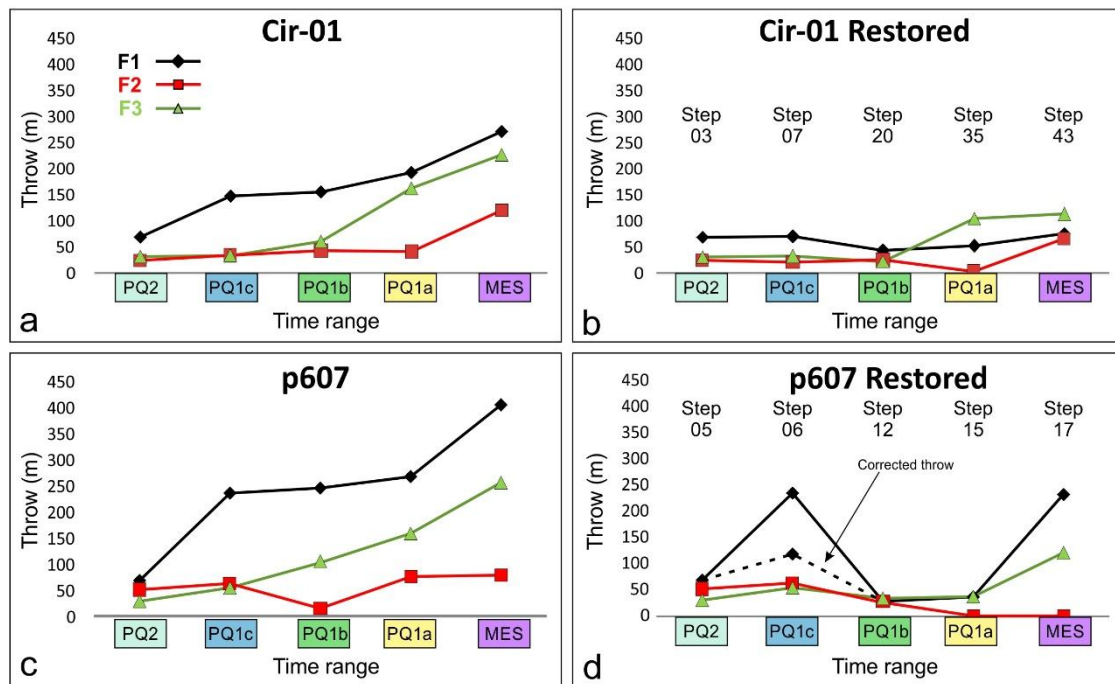 Cir-01
Throw (m)
450
400
350
300
250
200
150
100
50
0
F1
F2
F3
PQ2 PQ1c PQ1b PQ1a MES
Time range
a
Cir-01 Restored
Throw (m)
450
400
350
300
250
200
150
100
50
0
Step Step Step Step Step
03 07 20 35 43
PQ2 PQ1c PQ1b PQ1a MES
Time range
b
p607
Throw (m)
450
400
350
300
250
200
150
100
50
0
PQ2 PQ1c PQ1b PQ1a MES
Time range
c
p607 Restored
Throw (m)
450
400
350
300
250
200
150
100
50
0
Step Step Step Step Step
05 06 12 15 17
Corrected throw
PQ2 PQ1c PQ1b PQ1a MES
Time range
d